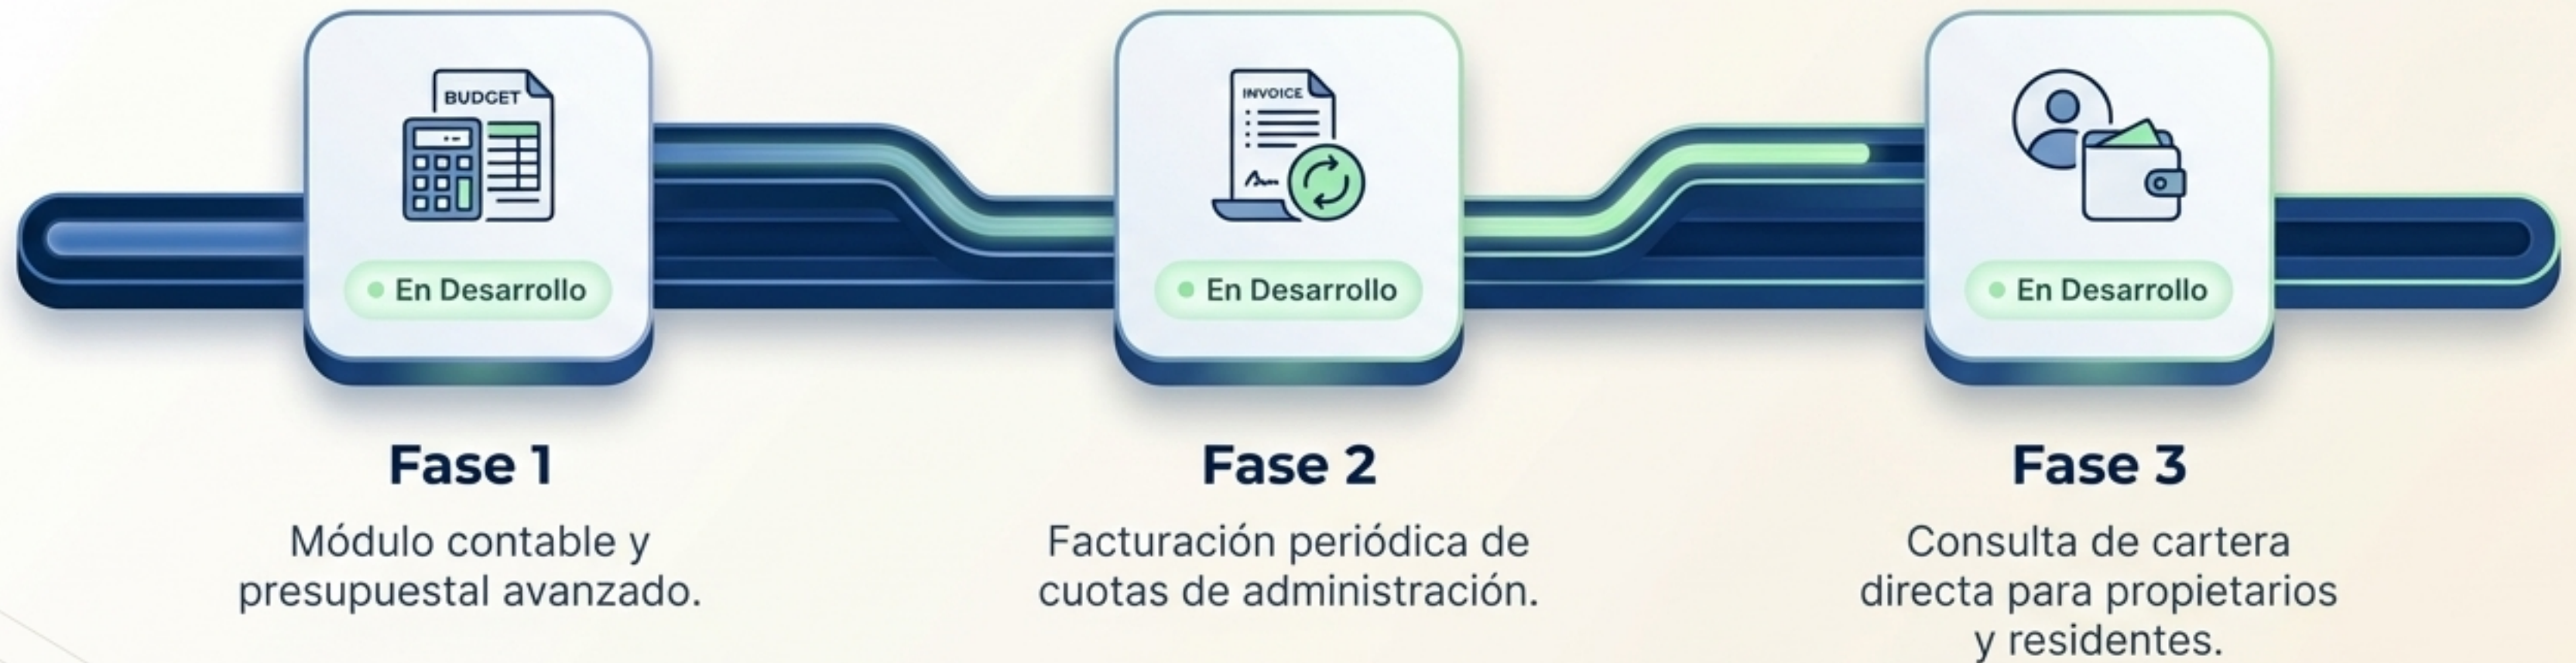 BUDGET
En Desarrollo
Fase 1
Módulo contable y
presupuestal avanzado.
INVOICE
En Desarrollo
Fase 2
Facturación periódica de
cuotas de administración.
En Desarrollo
Fase 3
Consulta de cartera
directa para propietarios
y residentes.